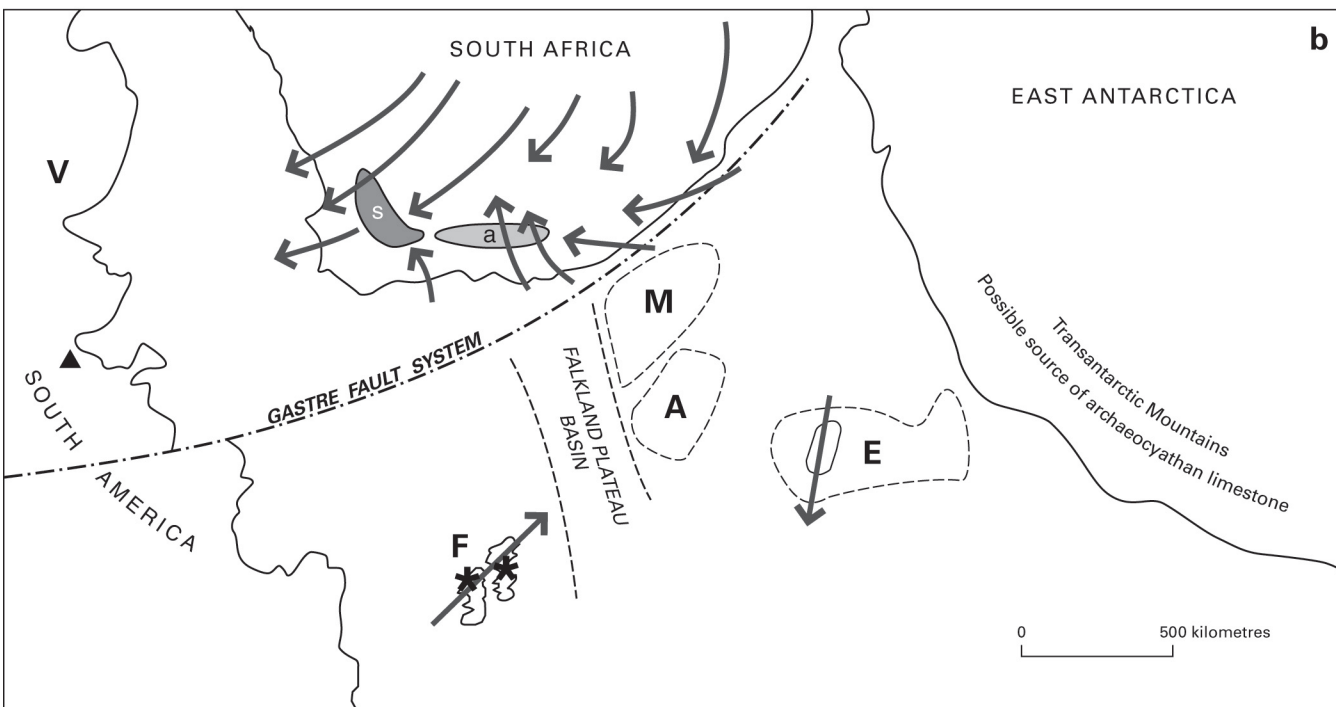 b
SOUTH AFRICA
EAST ANTARCTICA
V
s
a
M
GASTRE FAULT SYSTEM
FALKLAND PLATEAU
BASIN
A
Transantarctic Mountains
Possible source of archaeocyathan limestone
SOUTH
AMERICA
E
F
0 500 kilometres